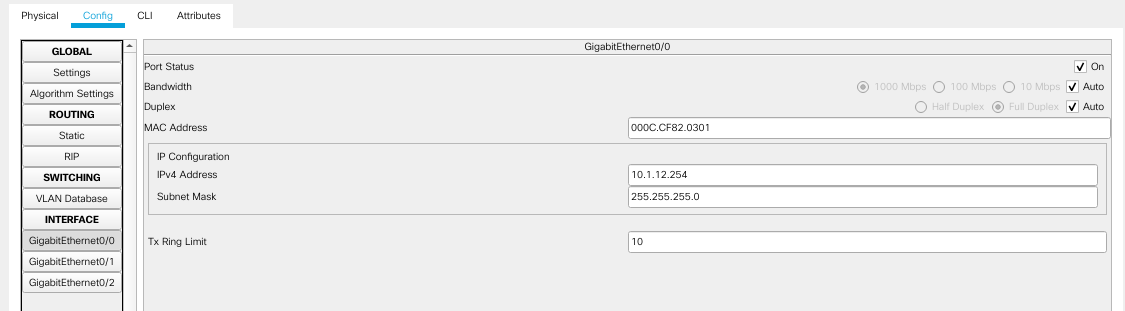 Physical Config CLI Attributes
GLOBAL
Settings
Algorithm Settings
ROUTING
Static
RIP
SWITCHING
VLAN Database
INTERFACE
GigabitEthernet0/0
GigabitEthernet0/1
GigabitEthernet0/2
GigabitEthernet0/0
Port Status On
Bandwidth 1000 Mbps 100 Mbps 10 Mbps Auto
Duplex Half Duplex Full Duplex Auto
MAC Address 000C.CF82.0301
IP Configuration
IPv4 Address 10.1.12.254
Subnet Mask 255.255.255.0
Tx Ring Limit 10